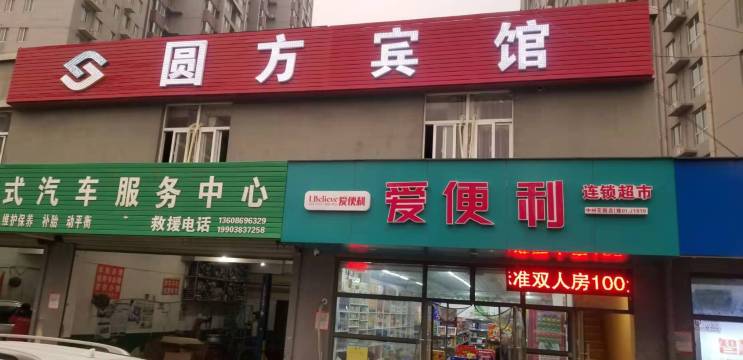 圆方宾馆
式汽车服务中心
维护保养 补胎 动平衡
救援电话 13608696329
19903837258
I.Believe 爱便利
爱便利
连锁超市
准双人房100